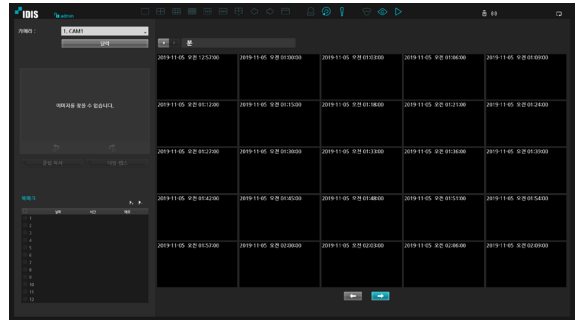 IDIS
admin
카메라 :
1. CAM1
날짜
분
이미지를 찾을 수 없습니다.
2019-11-05 오전 12:57:00 2019-11-05 오전 01:00:00 2019-11-05 오전 01:03:00 2019-11-05 오전 01:06:00 2019-11-05 오전 01:09:00
2019-11-05 오전 01:12:00 2019-11-05 오전 01:15:00 2019-11-05 오전 01:18:00 2019-11-05 오전 01:21:00 2019-11-05 오전 01:24:00
2019-11-05 오전 01:27:00 2019-11-05 오전 01:30:00 2019-11-05 오전 01:33:00 2019-11-05 오전 01:36:00 2019-11-05 오전 01:39:00
2019-11-05 오전 01:42:00 2019-11-05 오전 01:45:00 2019-11-05 오전 01:48:00 2019-11-05 오전 01:51:00 2019-11-05 오전 01:54:00
2019-11-05 오전 01:57:00 2019-11-05 오전 02:00:00 2019-11-05 오전 02:03:00 2019-11-05 오전 02:06:00 2019-11-05 오전 02:09:00
날짜 시간
1
2
3
4
5
6
7
8
9
10
11
12